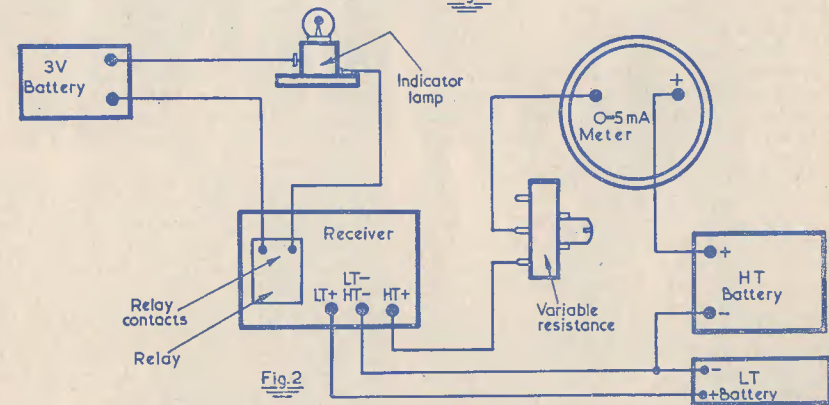 3V
Battery
Indicator
lamp
+
0-5mA
Meter
Receiver
Relay
contacts
Relay
LT-
LT+ HT- HT+
Variable
resistance
+
HT
Battery
-
-
LT
+Battery
Fig.2